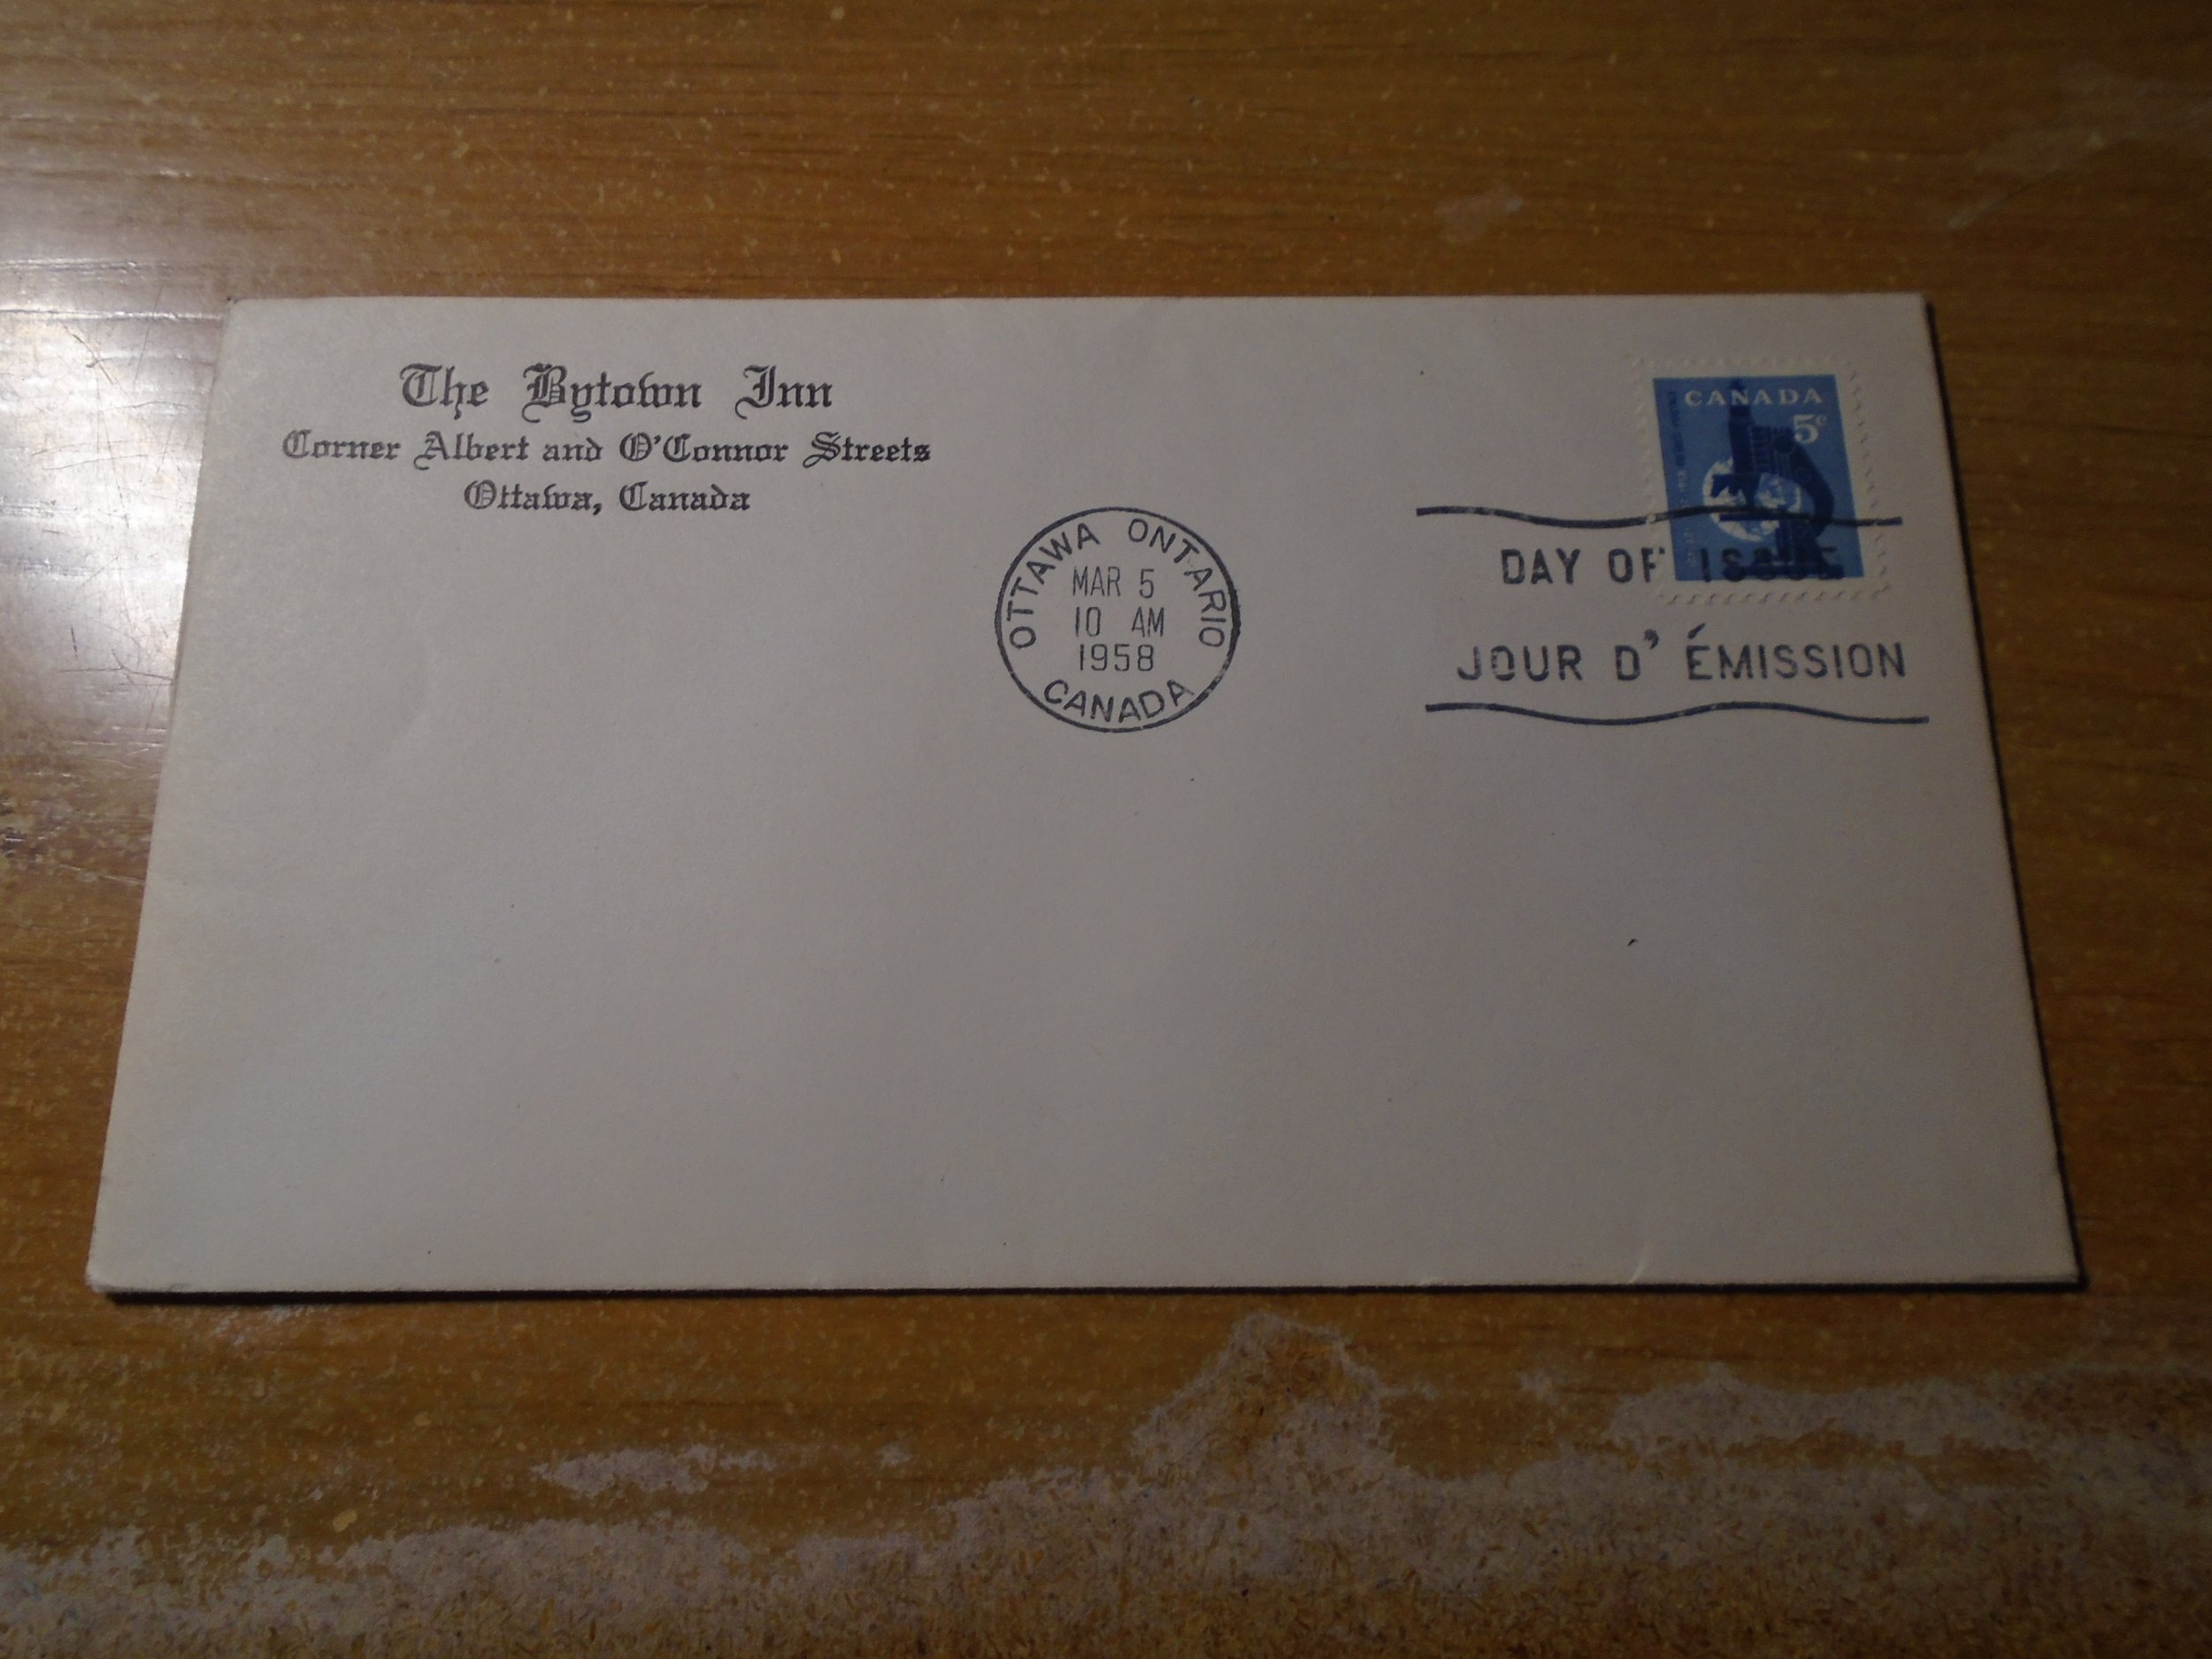 The Bytown Inn
Corner Albert and O'Connor Streets
Ottawa, Canada
CANADA
5¢
OTTAWA ONTARIO
MAR 5
10 AM
1958
CANADA
DAY OF ISSUE
JOUR D' ÉMISSION